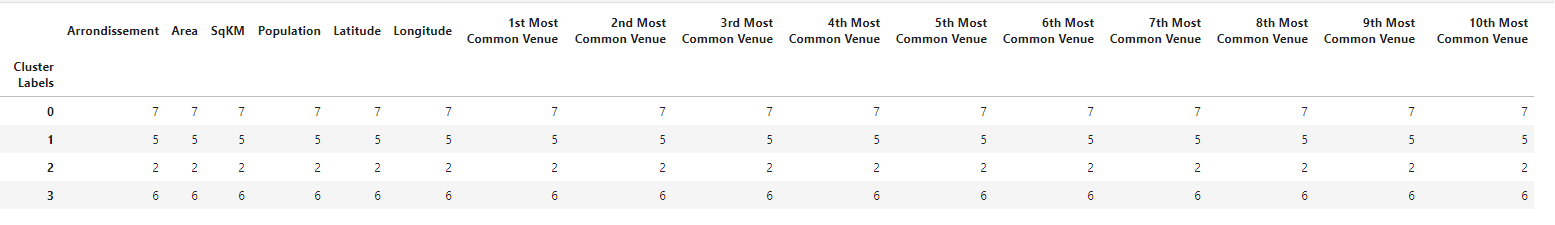 Arrondissement Area SqKM Population Latitude Longitude 1st Most Common Venue 2nd Most Common Venue 3rd Most Common Venue 4th Most Common Venue 5th Most Common Venue 6th Most Common Venue 7th Most Common Venue 8th Most Common Venue 9th Most Common Venue 10th Most Common Venue
Cluster Labels
0 7 7 7 7 7 7 7 7 7 7 7 7 7 7 7 7
1 5 5 5 5 5 5 5 5 5 5 5 5 5 5 5 5
2 2 2 2 2 2 2 2 2 2 2 2 2 2 2 2 2
3 6 6 6 6 6 6 6 6 6 6 6 6 6 6 6 6